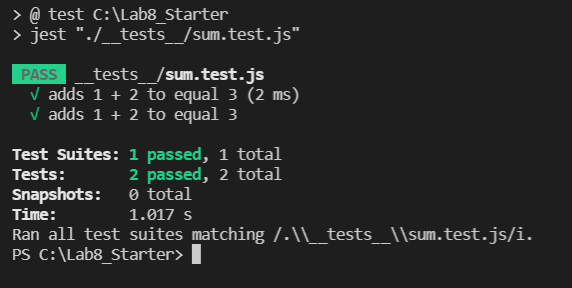 > @ test C:\Lab8_Starter
> jest "./__tests__/sum.test.js"
PASS __tests__/sum.test.js
√ adds 1 + 2 to equal 3 (2 ms)
√ adds 1 + 2 to equal 3
Test Suites: 1 passed, 1 total
Tests: 2 passed, 2 total
Snapshots: 0 total
Time: 1.017 s
Ran all test suites matching /.\\__tests__\\sum.test.js/i.
PS C:\Lab8_Starter>